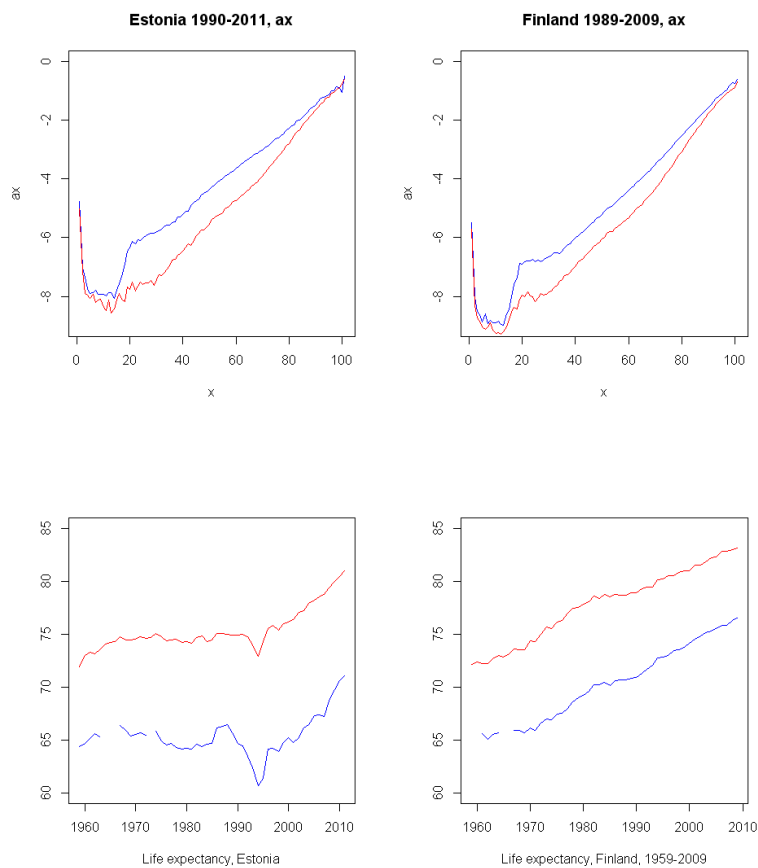 Estonia 1990-2011, ax
Finland 1989-2009, ax
ax
0
-2
-4
-6
-8
0 20 40 60 80 100
x
ax
0
-2
-4
-6
-8
0 20 40 60 80 100
x
85
80
75
70
65
60
1960 1970 1980 1990 2000 2010
Life expectancy, Estonia
85
80
75
70
65
60
1960 1970 1980 1990 2000 2010
Life expectancy, Finland, 1959-2009